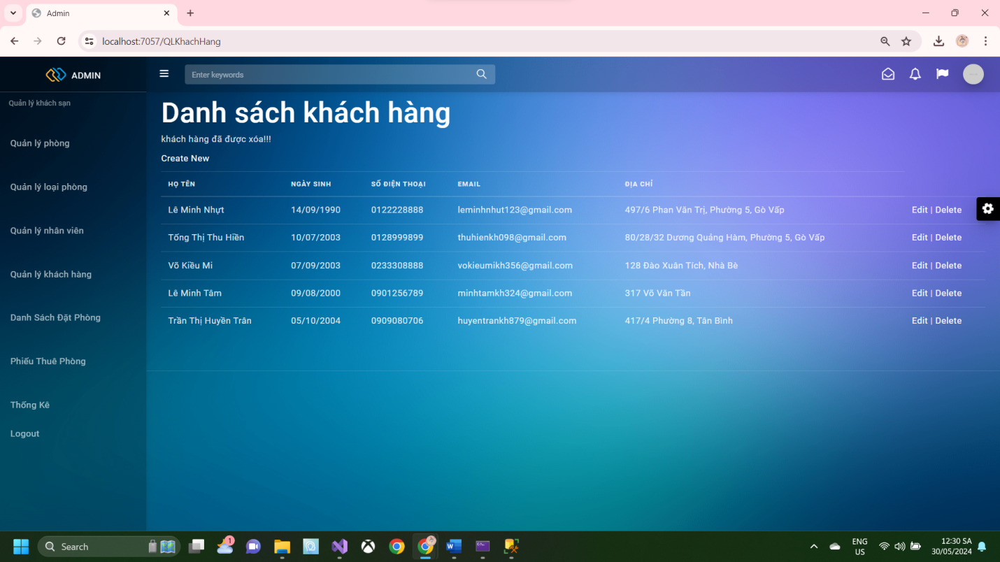 Admin
localhost:7057/QLKhachHang
ADMIN
Enter keywords
Quản lý khách sạn
Quản lý phòng
Quản lý loại phòng
Quản lý nhân viên
Quản lý khách hàng
Danh Sách Đặt Phòng
Phiếu Thuê Phòng
Thống Kê
Logout
Danh sách khách hàng
khách hàng đã được xóa!!!
Create New
HỌ TÊN NGÀY SINH SỐ ĐIỆN THOẠI EMAIL ĐỊA CHỈ
Lê Minh Nhựt 14/09/1990 0122228888 leminhnhut123@gmail.com 497/6 Phan Văn Trị, Phường 5, Gò Vấp Edit | Delete
Tống Thị Thu Hiền 10/07/2003 0128999899 thuhienkh098@gmail.com 80/28/32 Dương Quảng Hàm, Phường 5, Gò Vấp Edit | Delete
Võ Kiều Mi 07/09/2003 0233308888 vokieumikh356@gmail.com 128 Đào Xuân Tích, Nhà Bè Edit | Delete
Lê Minh Tâm 09/08/2000 0901256789 minhtamkh324@gmail.com 317 Võ Văn Tần Edit | Delete
Trần Thị Huyền Trân 05/10/2004 0909080706 huyentrankh879@gmail.com 417/4 Phường 8, Tân Bình Edit | Delete
Search
1
ENG
US
12:30 SA
30/05/2024